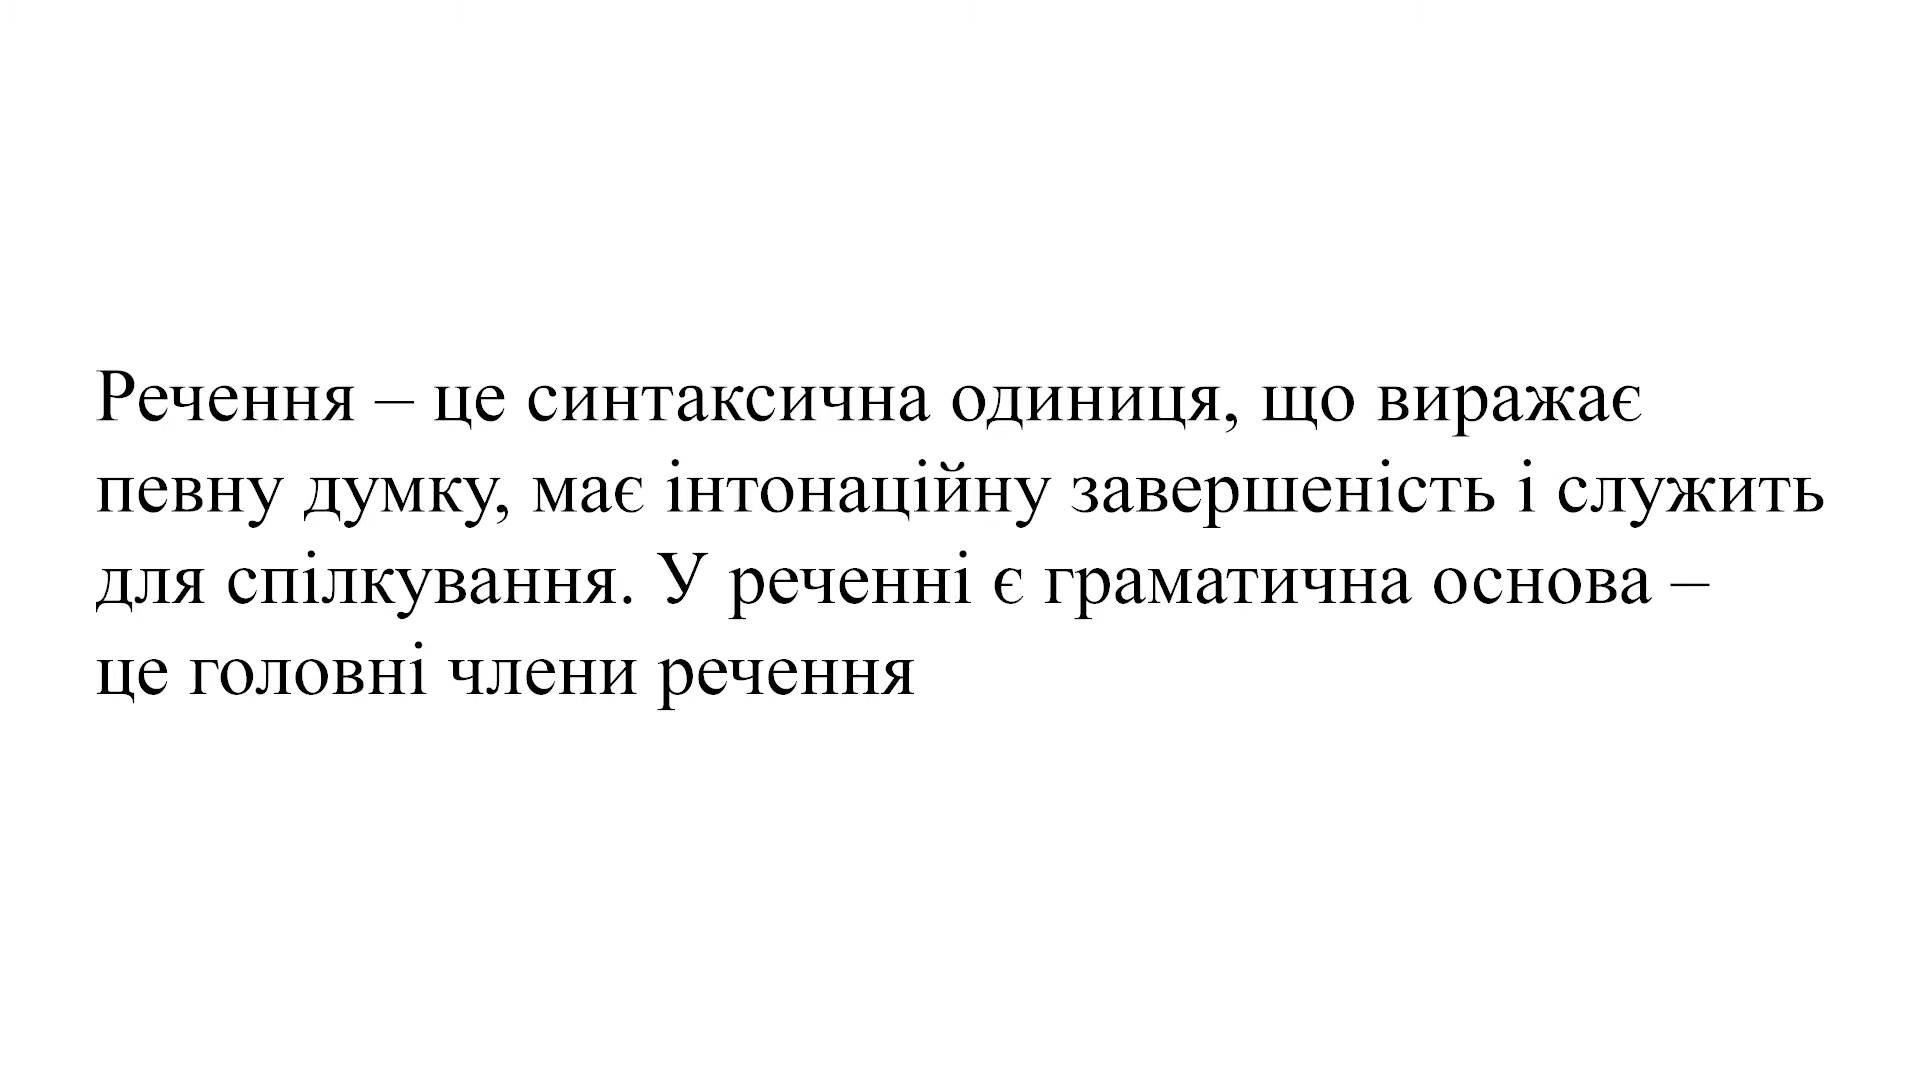 Речення – це синтаксична одиниця, що виражає
певну думку, має інтонаційну завершеність і служить
для спілкування. У реченні є граматична основа –
це головні члени речення